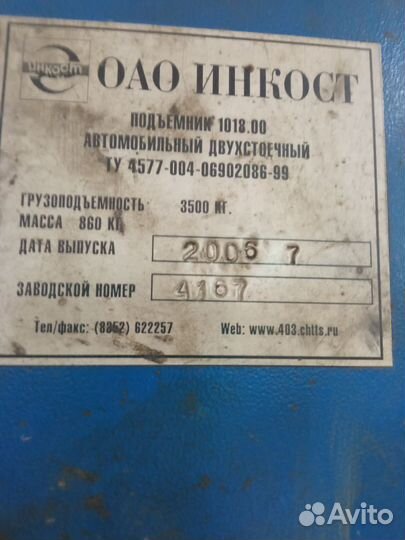 ИНКОСТ
ОАО ИНКОСТ
ПОДЪЕМНИК 1018.00
АВТОМОБИЛЬНЫЙ ДВУХСТОЕЧНЫЙ
ТУ 4577-004-06902086-99
ГРУЗОПОДЪЕМНОСТЬ 3500 КГ.
МАССА 860 КГ
ДАТА ВЫПУСКА 2006 7
ЗАВОДСКОЙ НОМЕР 4167
Тел/факс: (8352) 622257 Web: www.403.chtts.ru
Avito